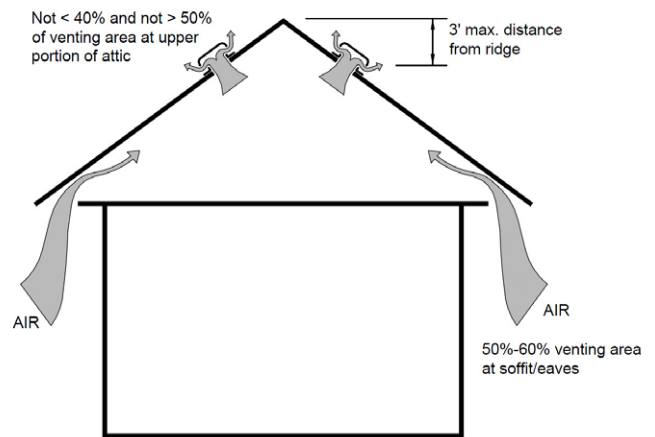 Not < 40% and not > 50%
of venting area at upper
portion of attic
3' max. distance
from ridge
AIR
AIR
50%-60% venting area
at soffit/eaves